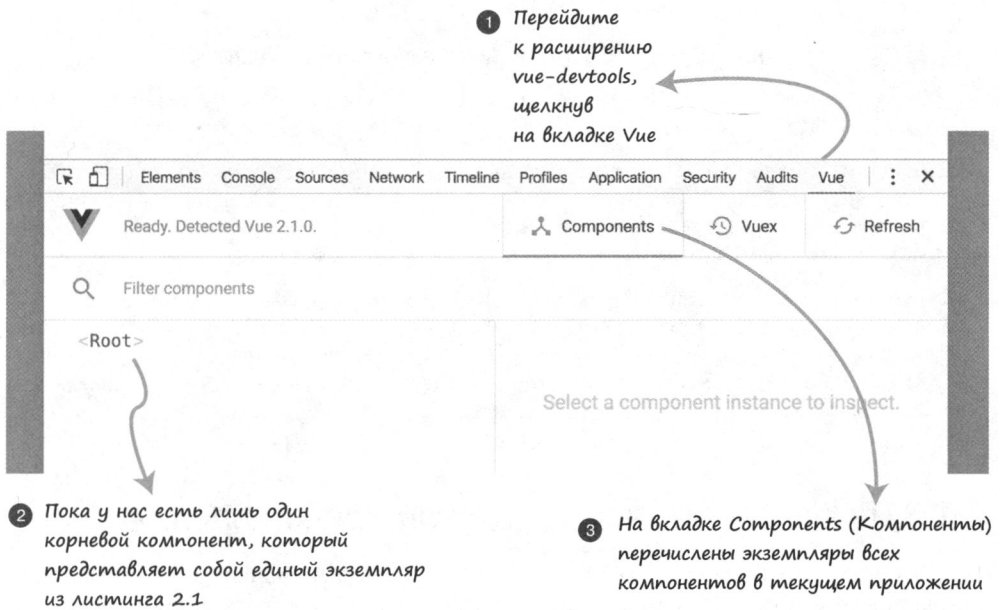 1 Перейдите
к расширению
vue-devtools,
щелкнув
на вкладке Vue
Elements Console Sources Network Timeline Profiles Application Security Audits Vue
Ready. Detected Vue 2.1.0. Components Vuex Refresh
Filter components
<Root>
Select a component instance to inspect.
2 Пока у нас есть лишь один
корневой компонент, который
представляет собой единый экземпляр
из листинга 2.1
3 На вкладке Components (Компоненты)
перечислены экземпляры всех
компонентов в текущем приложении